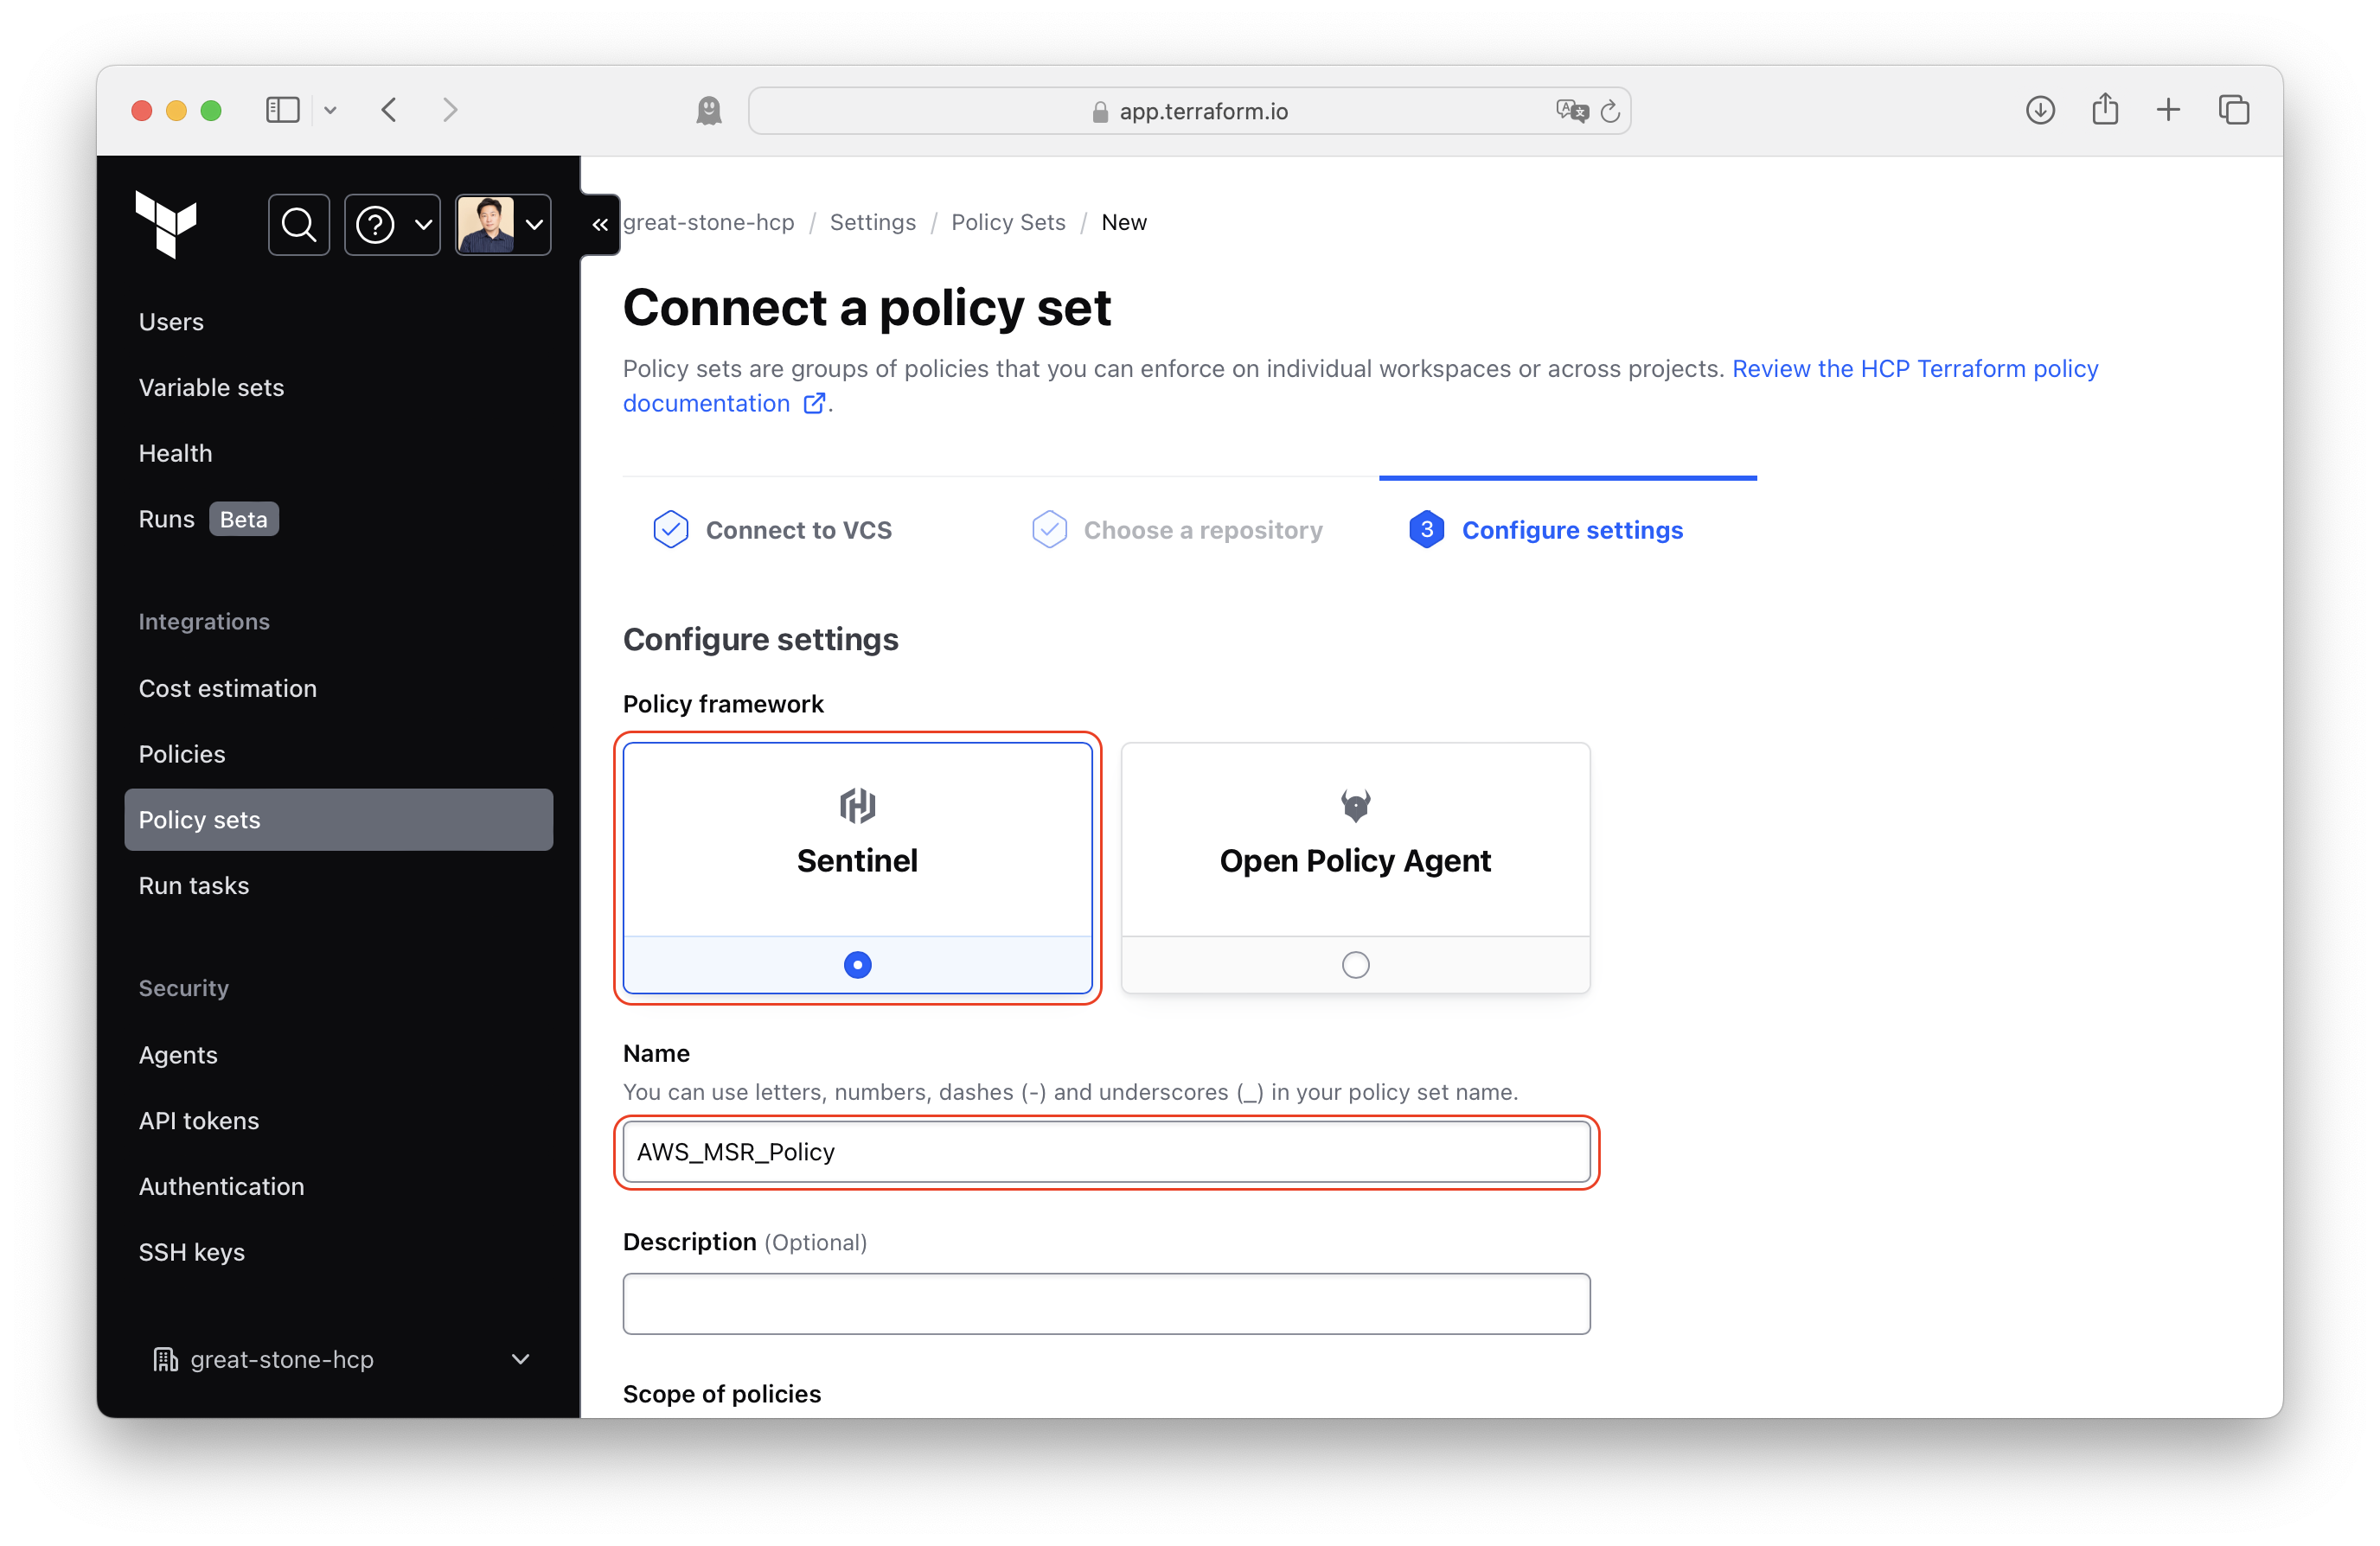 app.terraform.io
great-stone-hcp / Settings / Policy Sets / New
Users
Variable sets
Health
Runs Beta
Integrations
Cost estimation
Policies
Policy sets
Run tasks
Security
Agents
API tokens
Authentication
SSH keys
great-stone-hcp
Connect a policy set
Policy sets are groups of policies that you can enforce on individual workspaces or across projects. Review the HCP Terraform policy
documentation .
Connect to VCS
Choose a repository
3 Configure settings
Configure settings
Policy framework
Sentinel
Open Policy Agent
Name
You can use letters, numbers, dashes (-) and underscores (_) in your policy set name.
AWS_MSR_Policy
Description (Optional)
Scope of policies